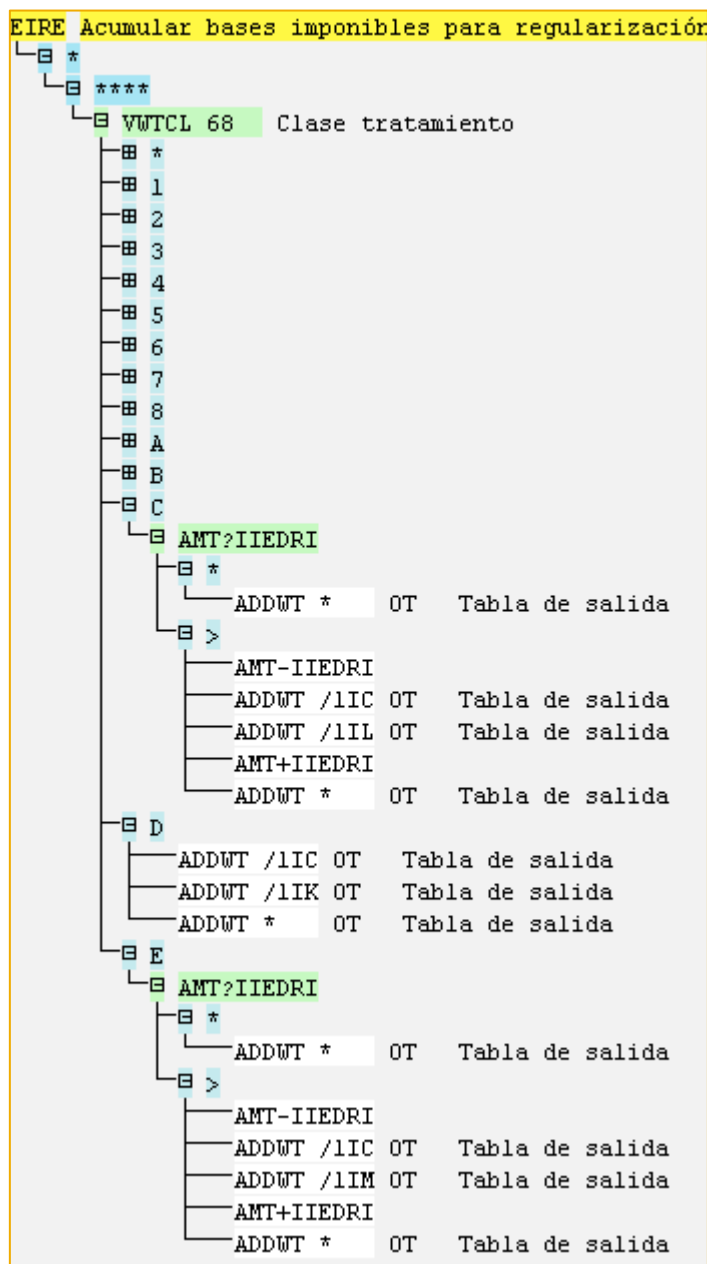 EIRE Acumular bases imponibles para regularización
*
****
VWTCL 68 Clase tratamiento
*
1
2
3
4
5
6
7
8
A
B
C
AMT?IIEDRI
*
ADDWT * OT Tabla de salida
>
AMT-IIEDRI
ADDWT /1IC OT Tabla de salida
ADDWT /1IL OT Tabla de salida
AMT+IIEDRI
ADDWT * OT Tabla de salida
D
ADDWT /1IC OT Tabla de salida
ADDWT /1IK OT Tabla de salida
ADDWT * OT Tabla de salida
E
AMT?IIEDRI
*
ADDWT * OT Tabla de salida
>
AMT-IIEDRI
ADDWT /1IC OT Tabla de salida
ADDWT /1IM OT Tabla de salida
AMT+IIEDRI
ADDWT * OT Tabla de salida